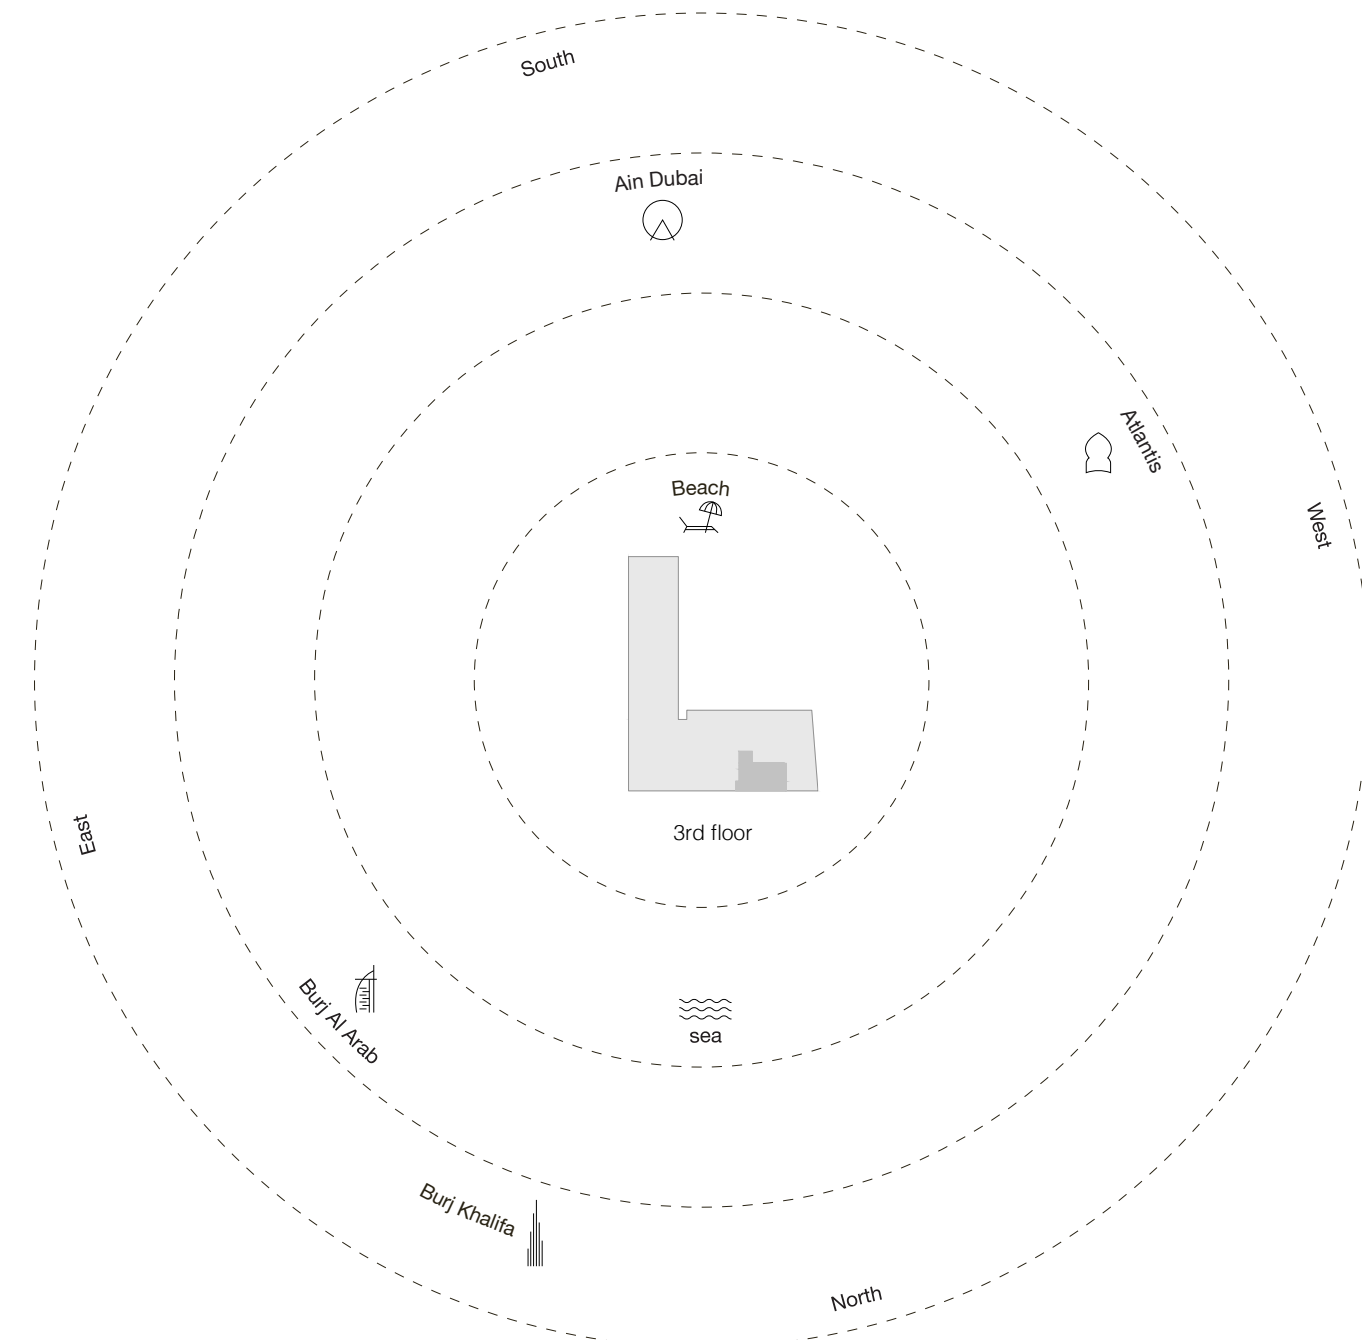 South
Ain Dubai
Atlantis
Beach
West
3rd floor
East
Burj Al Arab
sea
Burj Khalifa
North